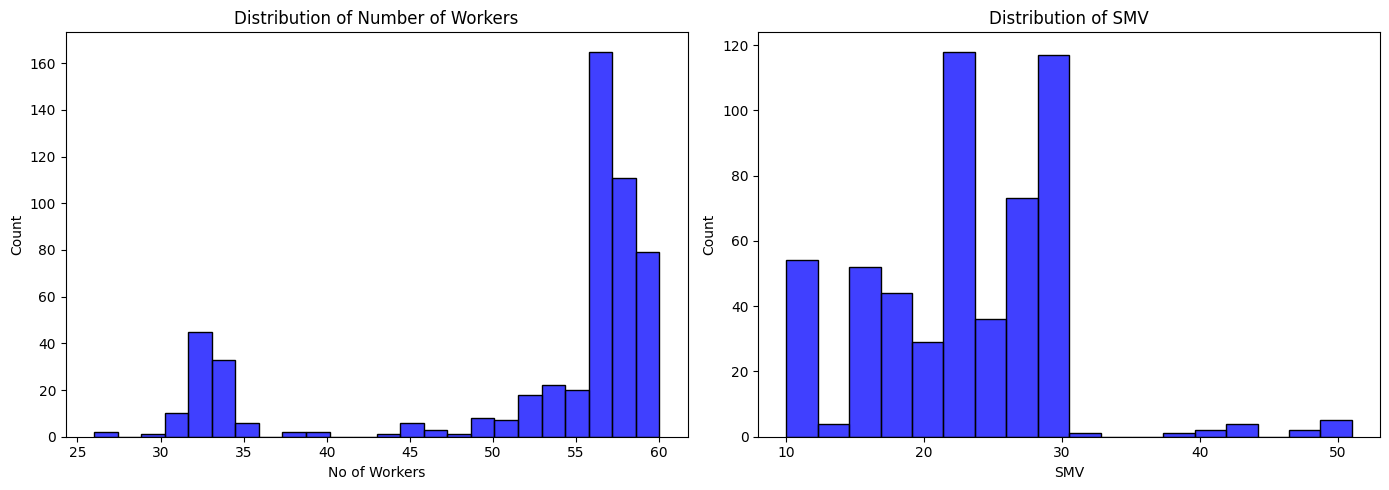 Distribution of Number of Workers
160
140
120
100
80
60
40
20
0
Count
25 30 35 40 45 50 55 60
No of Workers
Distribution of SMV
120
100
80
60
40
20
0
Count
10 20 30 40 50
SMV